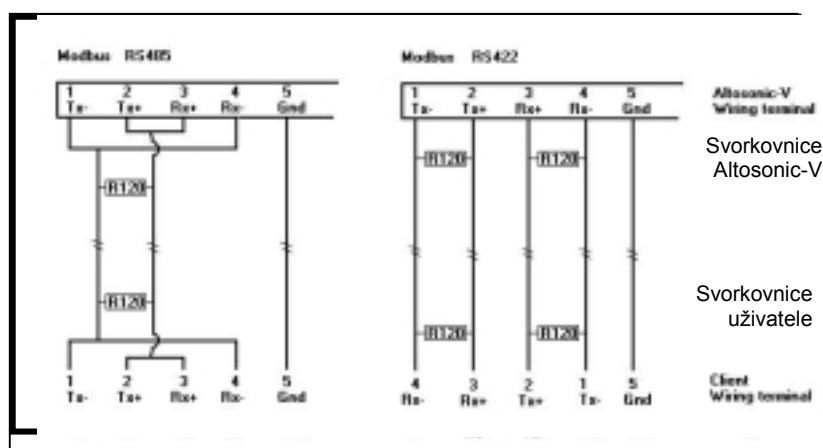 Modbus RS485
Modbus RS422
1 2 3 4 5
Tx- Tx+ Rx+ Rx- Gnd
1 2 3 4 5
Tx- Tx+ Rx+ Rx- Gnd
Altosonic-V
Wiring terminal
Svorkovnice
Altosonic-V
R120
R120 R120
R120
R120 R120
Svorkovnice
uživatele
1 2 3 4 5
Tx- Tx+ Rx+ Rx- Gnd
4 3 2 1 5
Rx- Rx+ Tx+ Tx- Gnd
Client
Wiring terminal